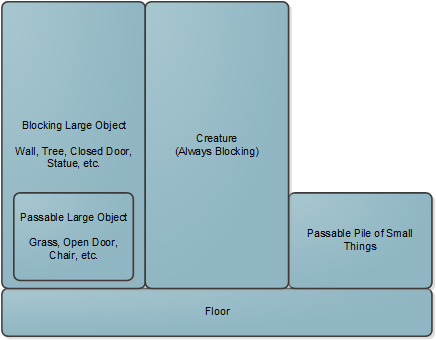 Blocking Large Object
Wall, Tree, Closed Door,
Statue, etc.
Passable Large Object
Grass, Open Door,
Chair, etc.
Creature
(Always Blocking)
Passable Pile of Small
Things
Floor